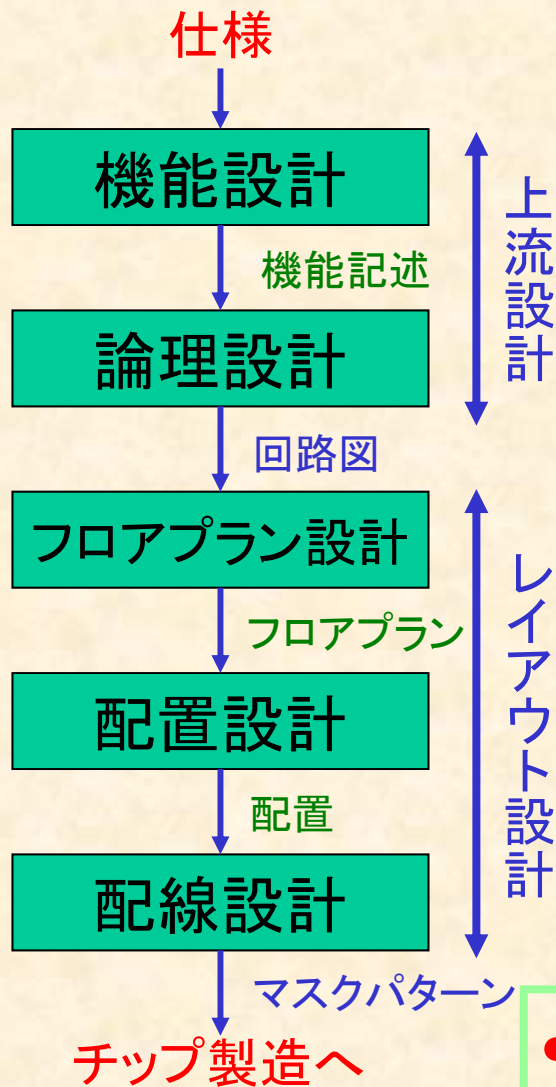 仕様
機能設計
機能記述
論理設計
上流設計
回路図
フロアプラン設計
フロアプラン
配置設計
配置
配線設計
レイアウト設計
マスクパターン
チップ製造へ